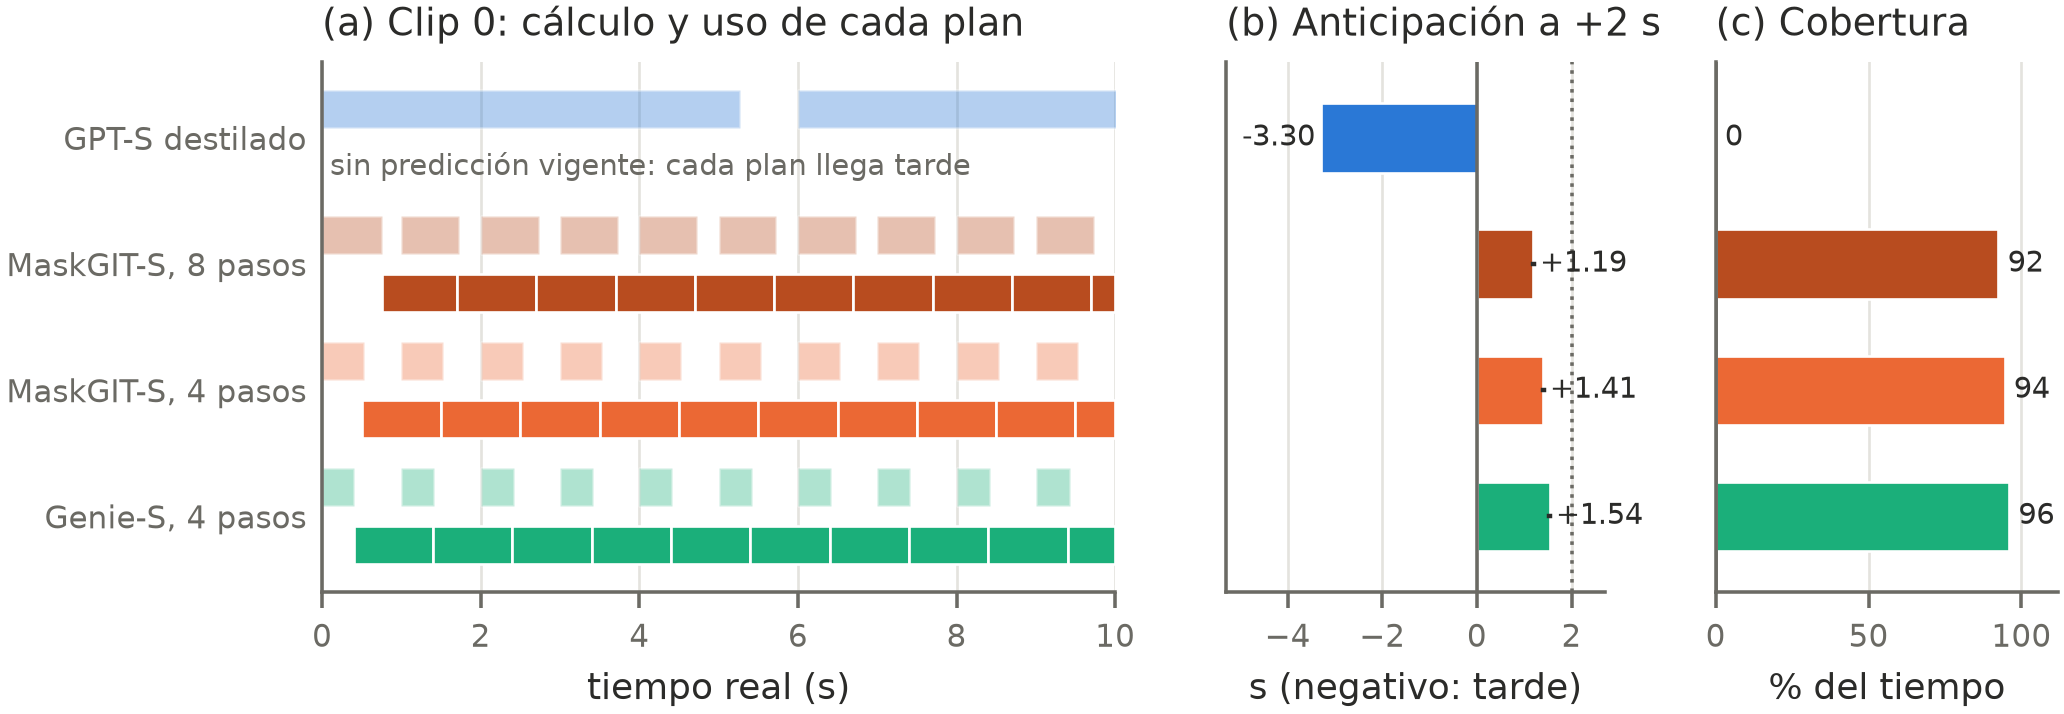 (a) Clip 0: cálculo y uso de cada plan
GPT-S destilado
sin predicción vigente: cada plan llega tarde
MaskGIT-S, 8 pasos
MaskGIT-S, 4 pasos
Genie-S, 4 pasos
0 2 4 6 8 10
tiempo real (s)
(b) Anticipación a +2 s
-3.30
+1.19
+1.41
+1.54
−4 −2 0 2
s (negativo: tarde)
(c) Cobertura
0
92
94
96
0 50 100
% del tiempo